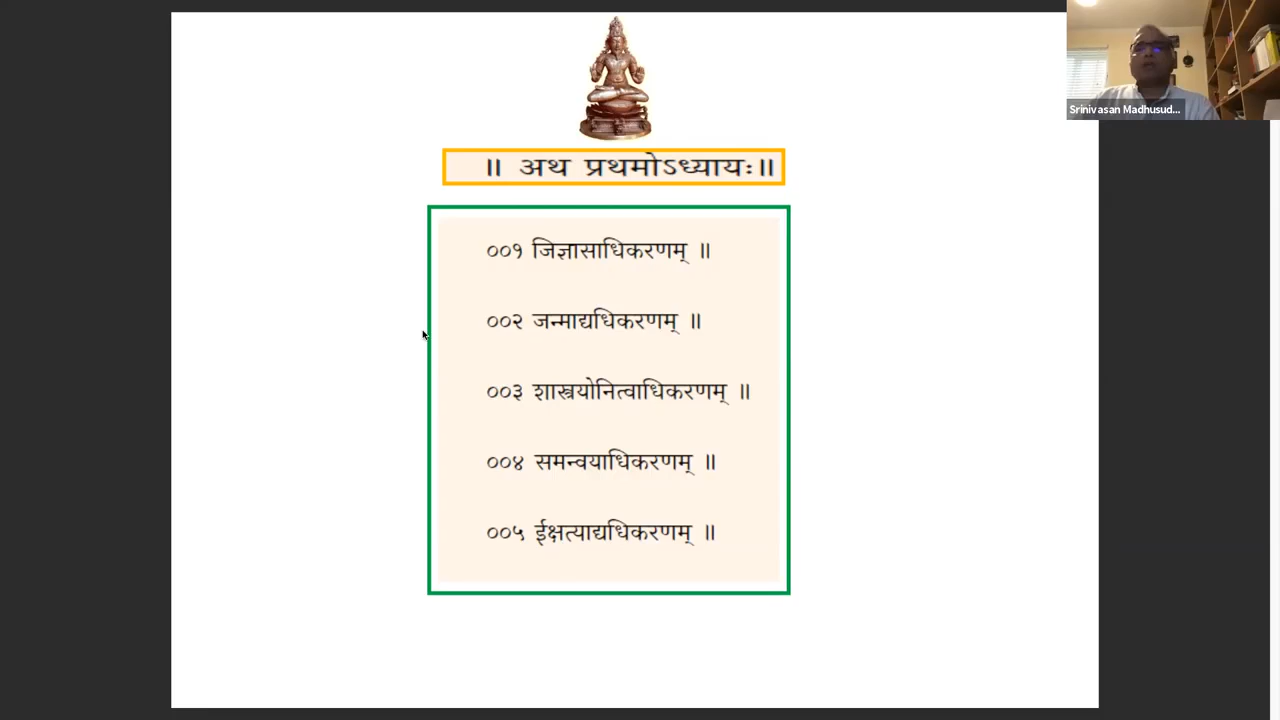 Srinivasan Madhusud...
॥ अथ प्रथमोऽध्यायः॥
००१ जिज्ञासाधिकरणम् ॥
००२ जन्माद्यधिकरणम् ॥
००३ शास्त्रयोनित्वाधिकरणम् ॥
००४ समन्वयाधिकरणम् ॥
००५ ईक्षत्याद्यधिकरणम् ॥